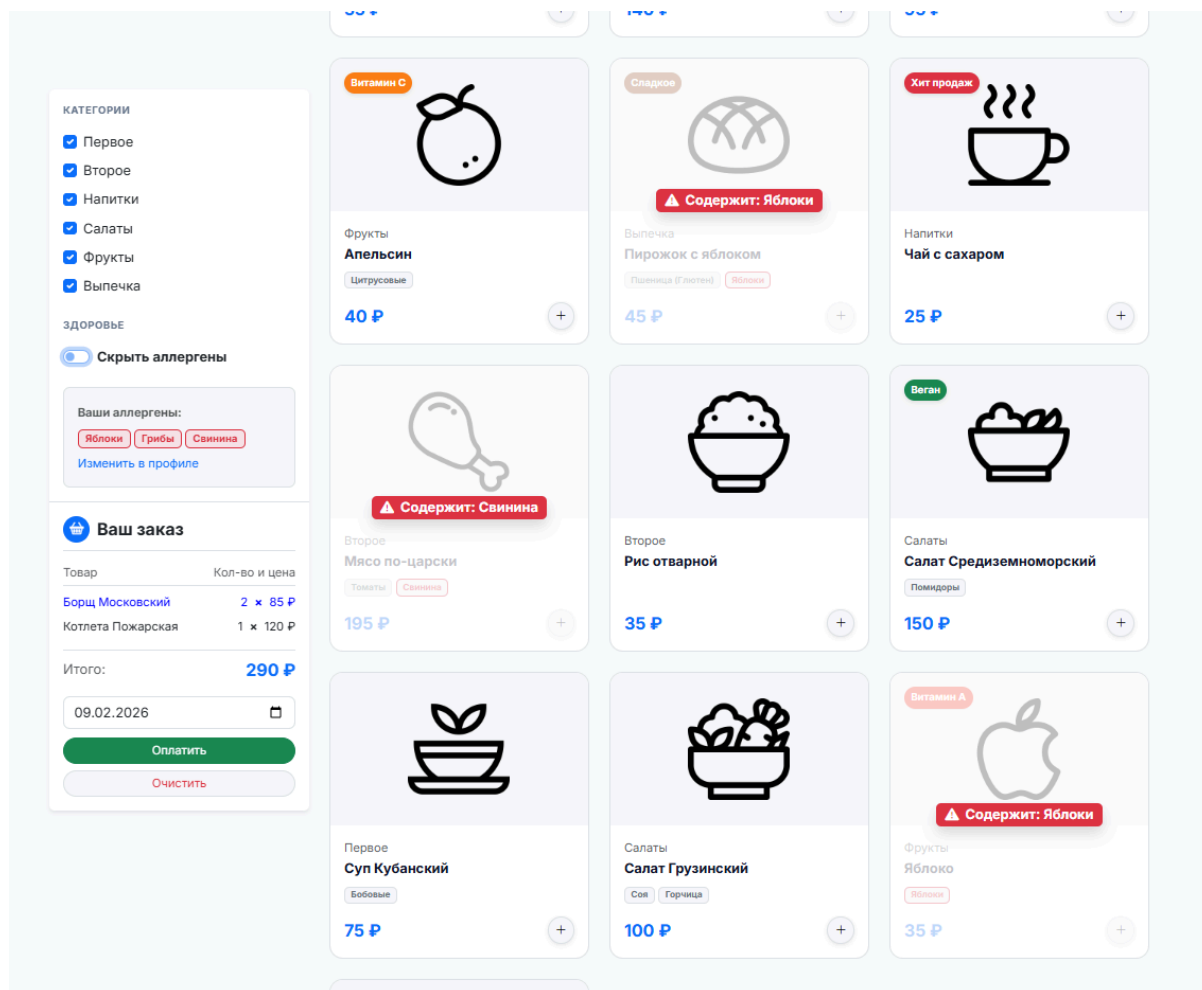 КАТЕГОРИИ
Первое
Второе
Напитки
Салаты
Фрукты
Выпечка
ЗДОРОВЬЕ
Скрыть аллергены
Ваши аллергены:
Яблоки Грибы Свинина
Изменить в профиле
Ваш заказ
Товар Кол-во и цена
Борщ Московский 2 × 85 ₽
Котлета Пожарская 1 × 120 ₽
Итого: 290 ₽
09.02.2026
Оплатить
Очистить
Витамин C
Фрукты
Апельсин
Цитрусовые
40 ₽
+
Сладкое
Содержит: Яблоки
Выпечка
Пирожок с яблоком
Пшеница (Глютен) Яблоки
45 ₽
+
Хит продаж
Напитки
Чай с сахаром
25 ₽
+
Содержит: Свинина
Второе
Мясо по-царски
Томаты Свинина
195 ₽
+
Второе
Рис отварной
35 ₽
+
Веган
Салаты
Салат Средиземноморский
Помидоры
150 ₽
+
Первое
Суп Кубанский
Бобовые
75 ₽
+
Салаты
Салат Грузинский
Соя Горчица
100 ₽
+
Витамин A
Содержит: Яблоки
Фрукты
Яблоко
Яблоки
35 ₽
+